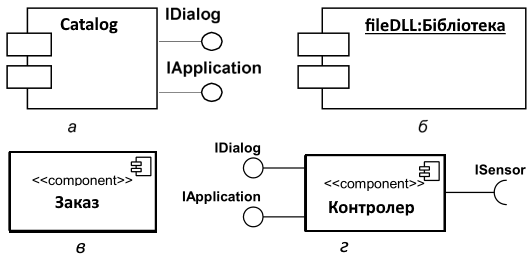 Catalog
IDialog
IApplication
а
fileDLL:Бібліотека
б
<<component>>
Заказ
в
IDialog
IApplication
<<component>>
Контролер
ISensor
г